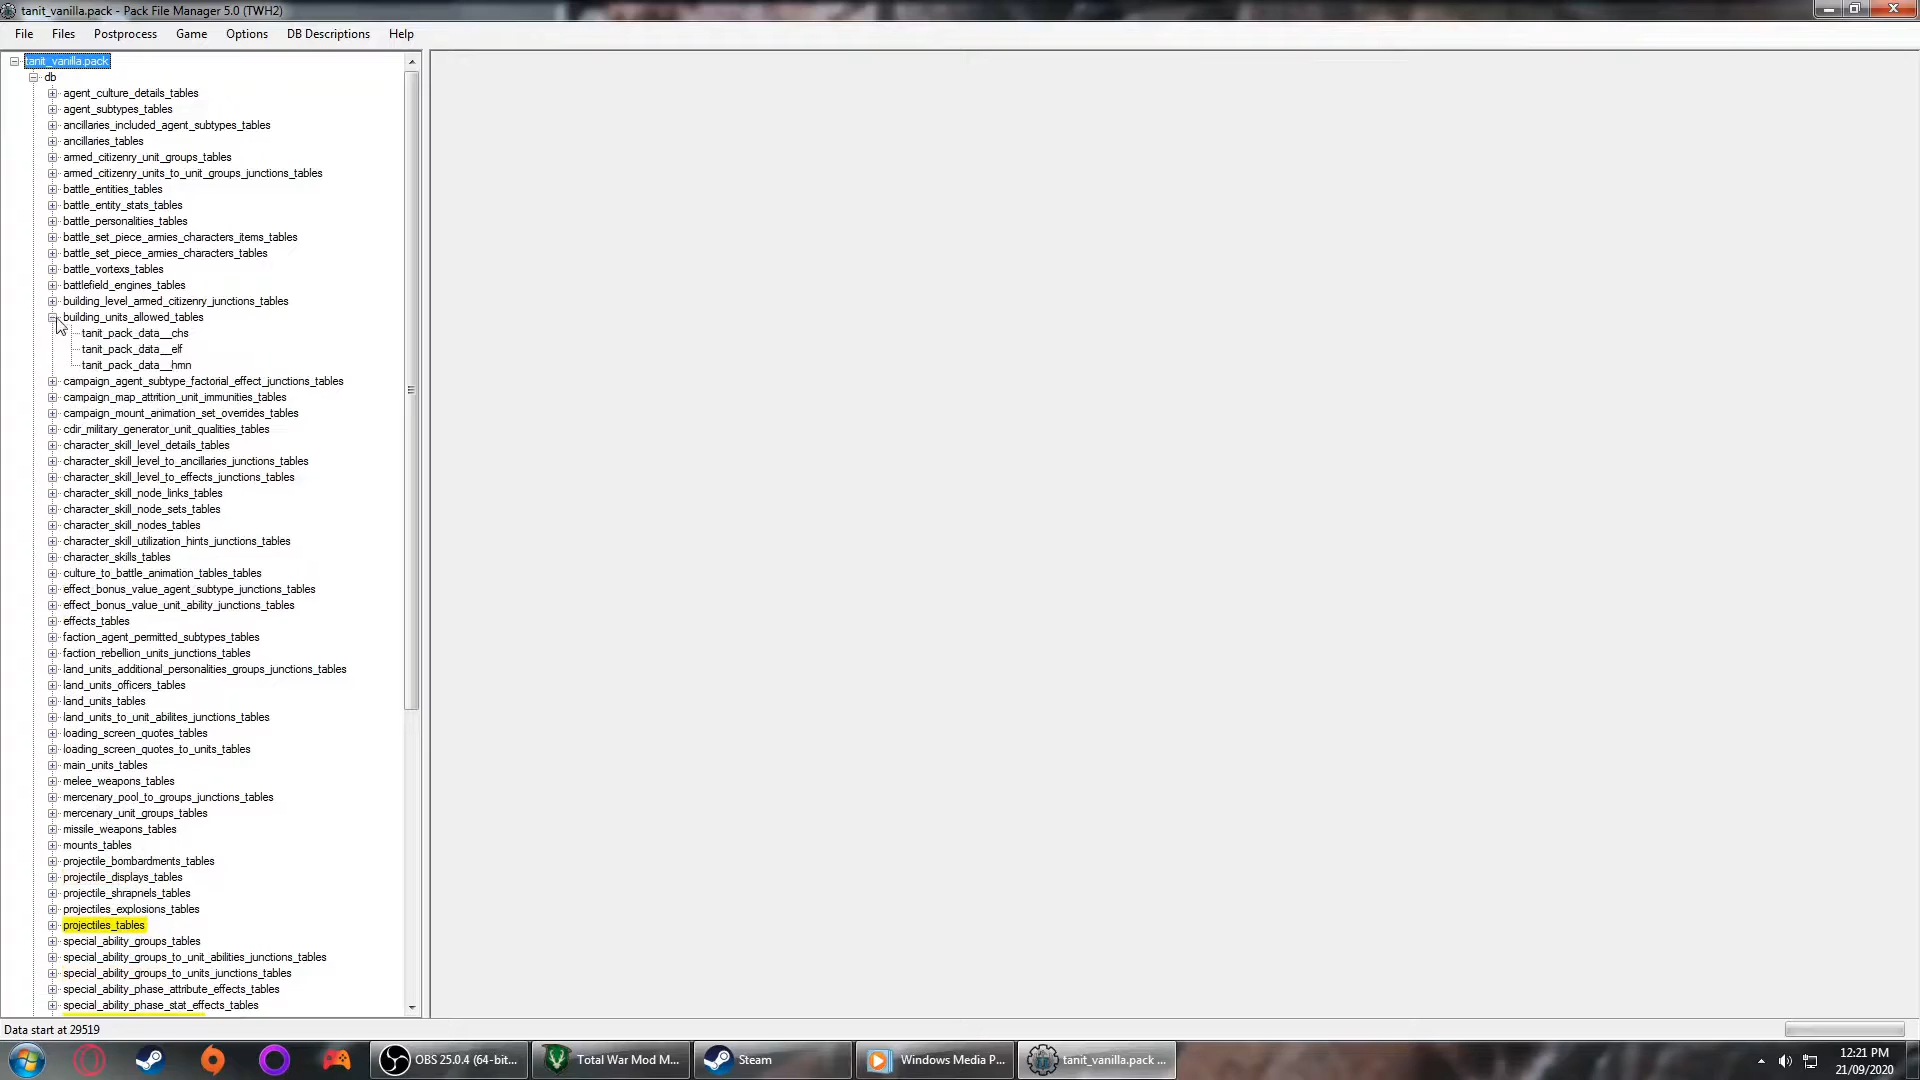 tanit_vanilla.pack - Pack File Manager 5.0 (TWH2)
File Files Postprocess Game Options DB Descriptions Help
tanit_vanilla.pack
db
agent_culture_details_tables
agent_subtypes_tables
ancillaries_included_agent_subtypes_tables
ancillaries_tables
armed_citizenry_unit_groups_tables
armed_citizenry_units_to_unit_groups_junctions_tables
battle_entities_tables
battle_entity_stats_tables
battle_personalities_tables
battle_set_piece_armies_characters_items_tables
battle_set_piece_armies_characters_tables
battle_vortexs_tables
battlefield_engines_tables
building_level_armed_citizenry_junctions_tables
building_units_allowed_tables
tanit_pack_data__chs
tanit_pack_data__elf
tanit_pack_data__hmn
campaign_agent_subtype_factorial_effect_junctions_tables
campaign_map_attrition_unit_immunities_tables
campaign_mount_animation_set_overrides_tables
cdir_military_generator_unit_qualities_tables
character_skill_level_details_tables
character_skill_level_to_ancillaries_junctions_tables
character_skill_level_to_effects_junctions_tables
character_skill_node_links_tables
character_skill_node_sets_tables
character_skill_nodes_tables
character_skill_utilization_hints_junctions_tables
character_skills_tables
culture_to_battle_animation_tables_tables
effect_bonus_value_agent_subtype_junctions_tables
effect_bonus_value_unit_ability_junctions_tables
effects_tables
faction_agent_permitted_subtypes_tables
faction_rebellion_units_junctions_tables
land_units_additional_personalities_groups_junctions_tables
land_units_officers_tables
land_units_tables
land_units_to_unit_abilites_junctions_tables
loading_screen_quotes_tables
loading_screen_quotes_to_units_tables
main_units_tables
melee_weapons_tables
mercenary_pool_to_groups_junctions_tables
mercenary_unit_groups_tables
missile_weapons_tables
mounts_tables
projectile_bombardments_tables
projectile_displays_tables
projectile_shrapnels_tables
projectiles_explosions_tables
projectiles_tables
special_ability_groups_tables
special_ability_groups_to_unit_abilities_junctions_tables
special_ability_groups_to_units_junctions_tables
special_ability_phase_attribute_effects_tables
special_ability_phase_stat_effects_tables
Data start at 29519
OBS 25.0.4 (64-bit... Total War Mod M... Steam Windows Media P... tanit_vanilla.pack ... 12:21 PM
21/09/2020